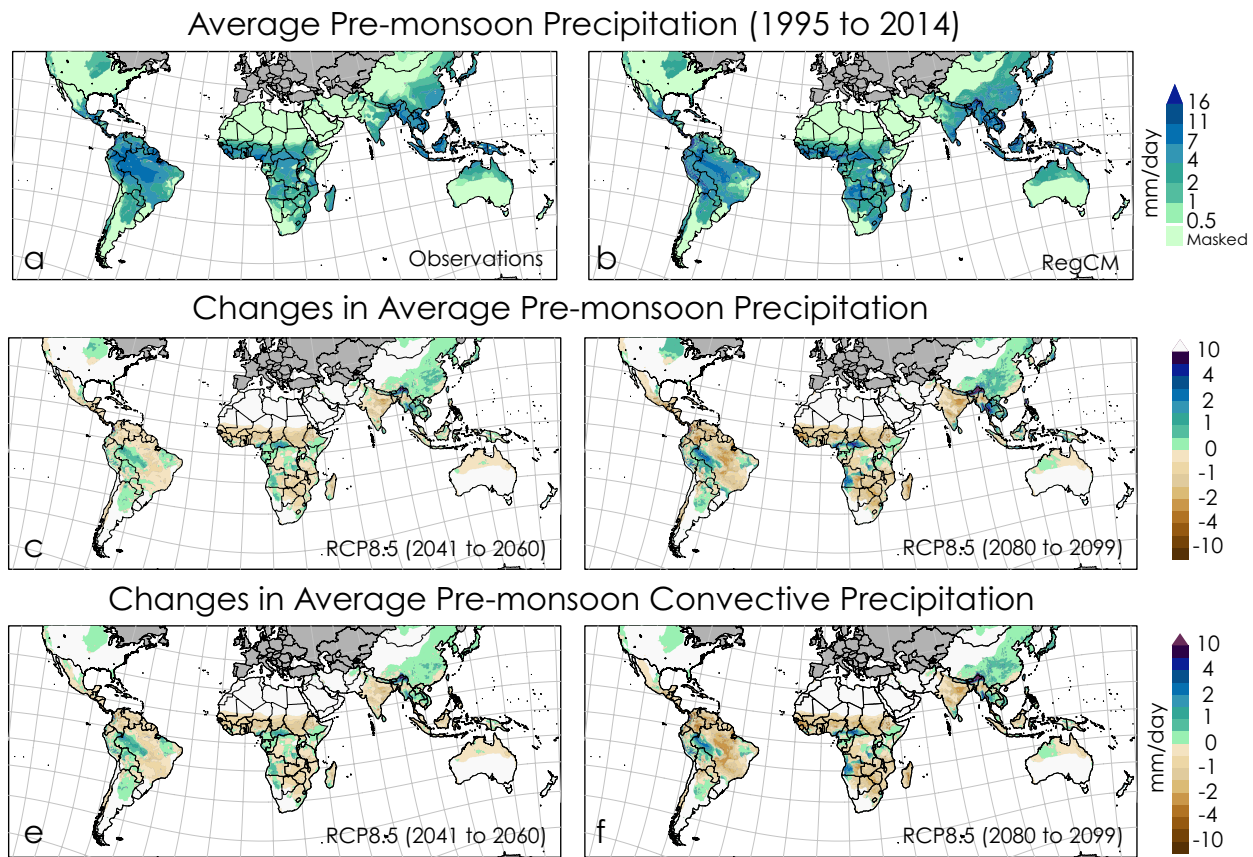 Average Pre-monsoon Precipitation (1995 to 2014)
a
Observations
b
RegCM
16
11
7
4
2
1
0.5
Masked
mm/day
Changes in Average Pre-monsoon Precipitation
c
RCP8.5 (2041 to 2060)
RCP8.5 (2080 to 2099)
10
4
2
1
0
-1
-2
-4
-10
Changes in Average Pre-monsoon Convective Precipitation
e
RCP8.5 (2041 to 2060)
f
RCP8.5 (2080 to 2099)
10
4
2
1
0
-1
-2
-4
-10
mm/day